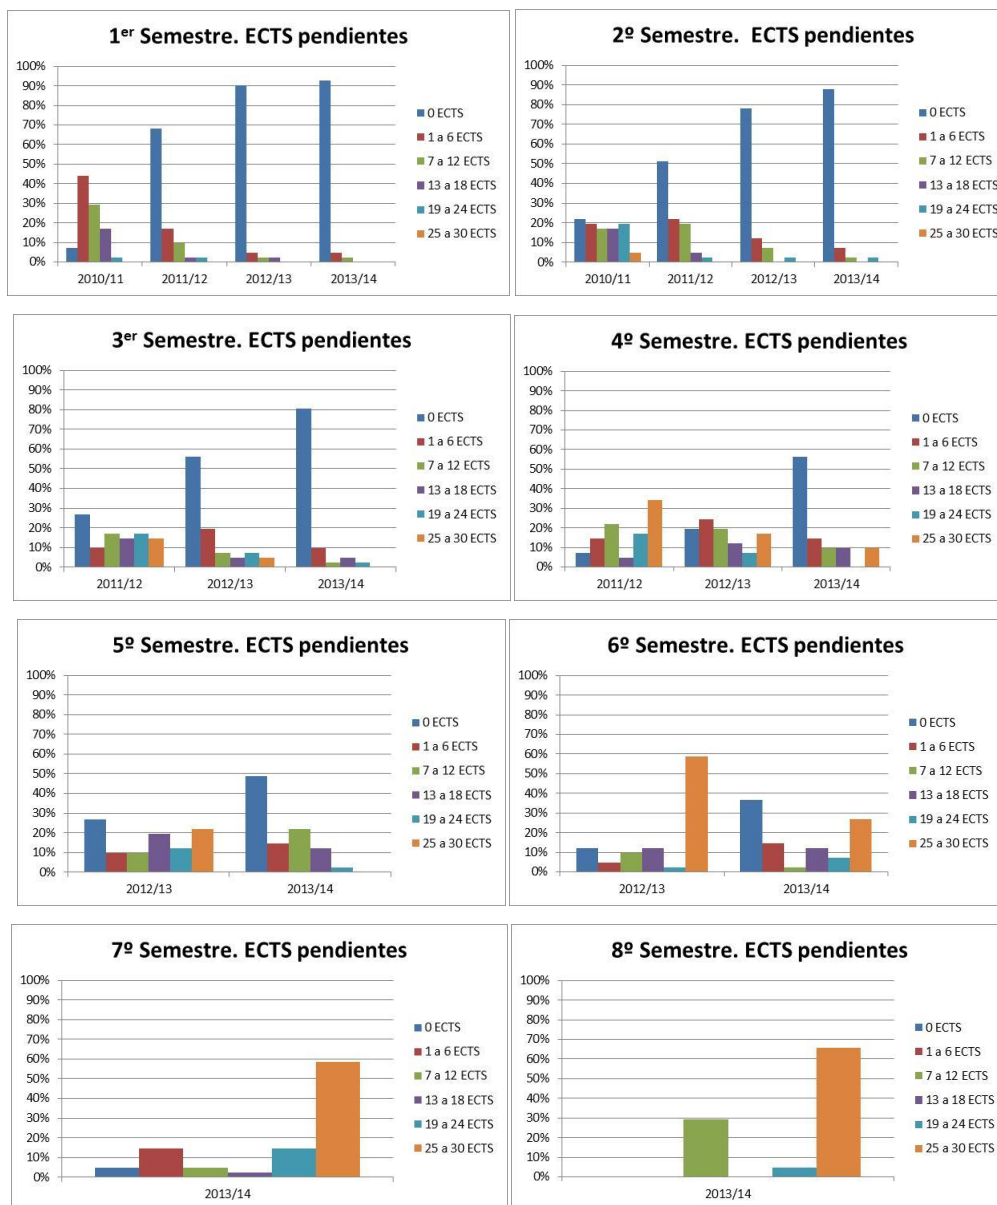 1er Semestre. ECTS pendientes
100%
90%
80%
70%
60%
50%
40%
30%
20%
10%
0%
2010/11 2011/12 2012/13 2013/14
0 ECTS
1 a 6 ECTS
7 a 12 ECTS
13 a 18 ECTS
19 a 24 ECTS
25 a 30 ECTS
2º Semestre. ECTS pendientes
100%
90%
80%
70%
60%
50%
40%
30%
20%
10%
0%
2010/11 2011/12 2012/13 2013/14
0 ECTS
1 a 6 ECTS
7 a 12 ECTS
13 a 18 ECTS
19 a 24 ECTS
25 a 30 ECTS
3er Semestre. ECTS pendientes
100%
90%
80%
70%
60%
50%
40%
30%
20%
10%
0%
2011/12 2012/13 2013/14
0 ECTS
1 a 6 ECTS
7 a 12 ECTS
13 a 18 ECTS
19 a 24 ECTS
25 a 30 ECTS
4º Semestre. ECTS pendientes
100%
90%
80%
70%
60%
50%
40%
30%
20%
10%
0%
2011/12 2012/13 2013/14
0 ECTS
1 a 6 ECTS
7 a 12 ECTS
13 a 18 ECTS
19 a 24 ECTS
25 a 30 ECTS
5º Semestre. ECTS pendientes
100%
90%
80%
70%
60%
50%
40%
30%
20%
10%
0%
2012/13 2013/14
0 ECTS
1 a 6 ECTS
7 a 12 ECTS
13 a 18 ECTS
19 a 24 ECTS
25 a 30 ECTS
6º Semestre. ECTS pendientes
100%
90%
80%
70%
60%
50%
40%
30%
20%
10%
0%
2012/13 2013/14
0 ECTS
1 a 6 ECTS
7 a 12 ECTS
13 a 18 ECTS
19 a 24 ECTS
25 a 30 ECTS
7º Semestre. ECTS pendientes
100%
90%
80%
70%
60%
50%
40%
30%
20%
10%
0%
2013/14
0 ECTS
1 a 6 ECTS
7 a 12 ECTS
13 a 18 ECTS
19 a 24 ECTS
25 a 30 ECTS
8º Semestre. ECTS pendientes
100%
90%
80%
70%
60%
50%
40%
30%
20%
10%
0%
2013/14
0 ECTS
1 a 6 ECTS
7 a 12 ECTS
13 a 18 ECTS
19 a 24 ECTS
25 a 30 ECTS